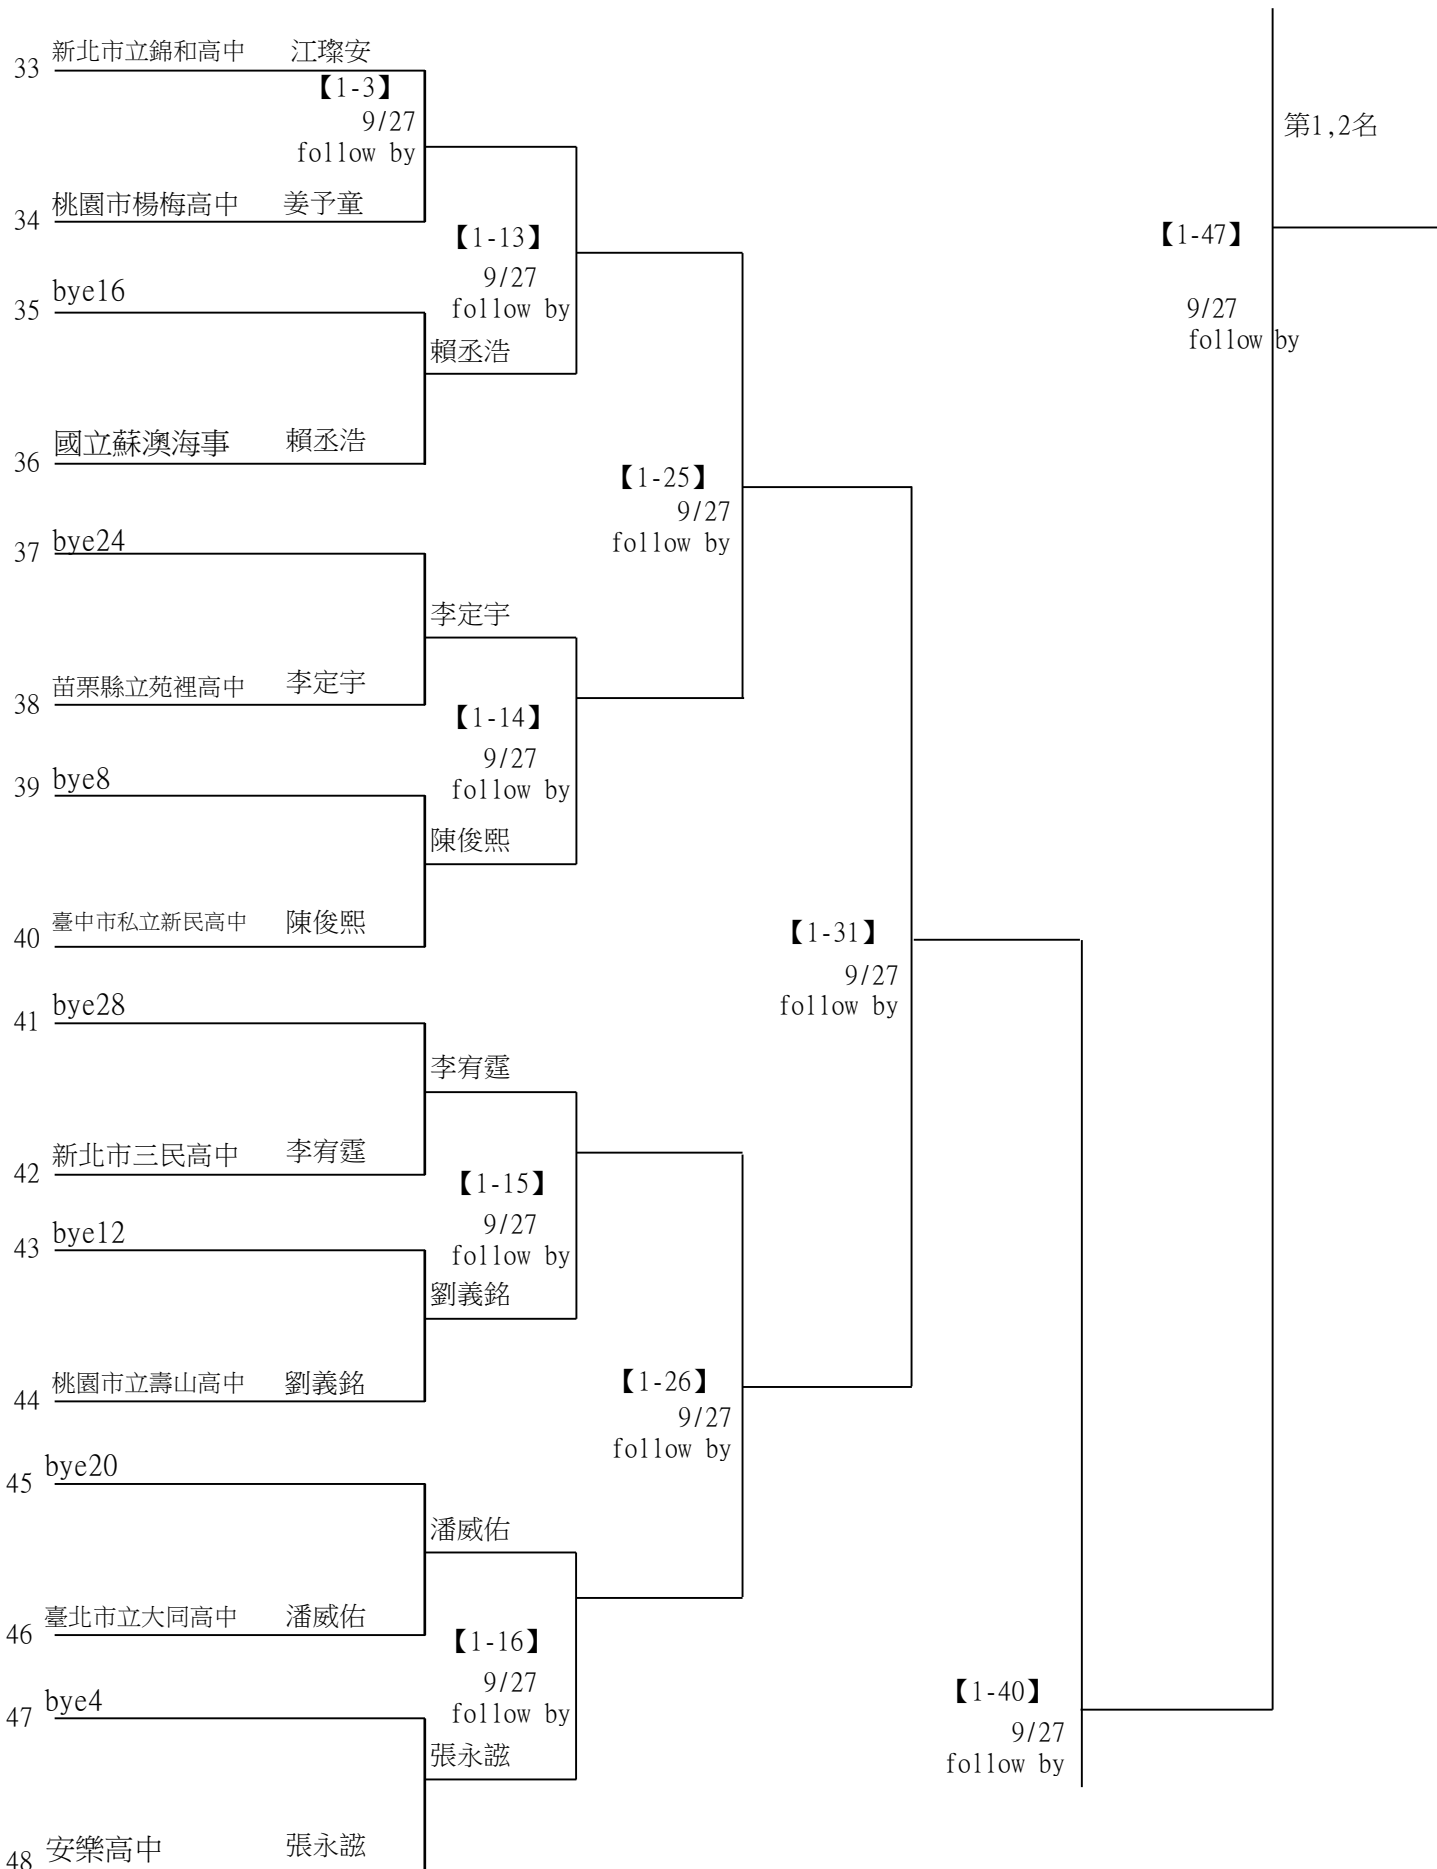 33 新北市立錦和高中 江璨安
【1-3】
9/27
follow by
第1,2名
34 桃園市楊梅高中 姜予童
【1-13】
9/27
follow by
【1-47】
9/27
follow by
35 bye16
賴丞浩
36 國立蘇澳海事 賴丞浩
【1-25】
9/27
follow by
37 bye24
李定宇
38 苗栗縣立苑裡高中 李定宇
【1-14】
9/27
follow by
39 bye8
陳俊熙
40 臺中市私立新民高中 陳俊熙
【1-31】
9/27
follow by
41 bye28
李宥霆
42 新北市三民高中 李宥霆
【1-15】
9/27
follow by
43 bye12
劉義銘
44 桃園市立壽山高中 劉義銘
【1-26】
9/27
follow by
45 bye20
潘威佑
46 臺北市立大同高中 潘威佑
【1-16】
9/27
follow by
47 bye4
張永謚
【1-40】
9/27
follow by
48 安樂高中 張永謚